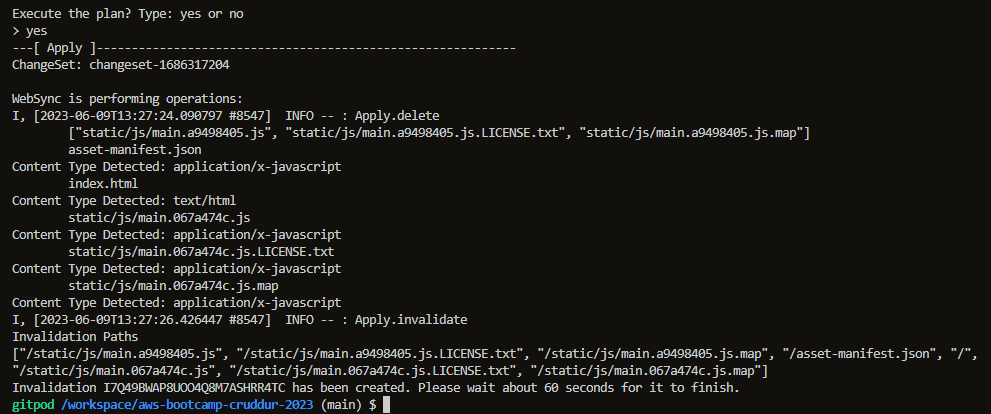 Execute the plan? Type: yes or no
> yes
---[ Apply ]------------------------------------------------------------
ChangeSet: changeset-1686317204
WebSync is performing operations:
I, [2023-06-09T13:27:24.090797 #8547]  INFO -- : Apply.delete
["static/js/main.a9498405.js", "static/js/main.a9498405.js.LICENSE.txt", "static/js/main.a9498405.js.map"]
asset-manifest.json
Content Type Detected: application/x-javascript
index.html
Content Type Detected: text/html
static/js/main.067a474c.js
Content Type Detected: application/x-javascript
static/js/main.067a474c.js.LICENSE.txt
Content Type Detected: application/x-javascript
static/js/main.067a474c.js.map
Content Type Detected: application/x-javascript
I, [2023-06-09T13:27:26.426447 #8547]  INFO -- : Apply.invalidate
Invalidation Paths
["/static/js/main.a9498405.js", "/static/js/main.a9498405.js.LICENSE.txt", "/static/js/main.a9498405.js.map", "/asset-manifest.json", "/",
"/static/js/main.067a474c.js", "/static/js/main.067a474c.js.LICENSE.txt", "/static/js/main.067a474c.js.map"]
Invalidation I7Q49BWAP8UOO4Q8M7ASHRR4TC has been created. Please wait about 60 seconds for it to finish.
gitpod /workspace/aws-bootcamp-cruddur-2023 (main) $